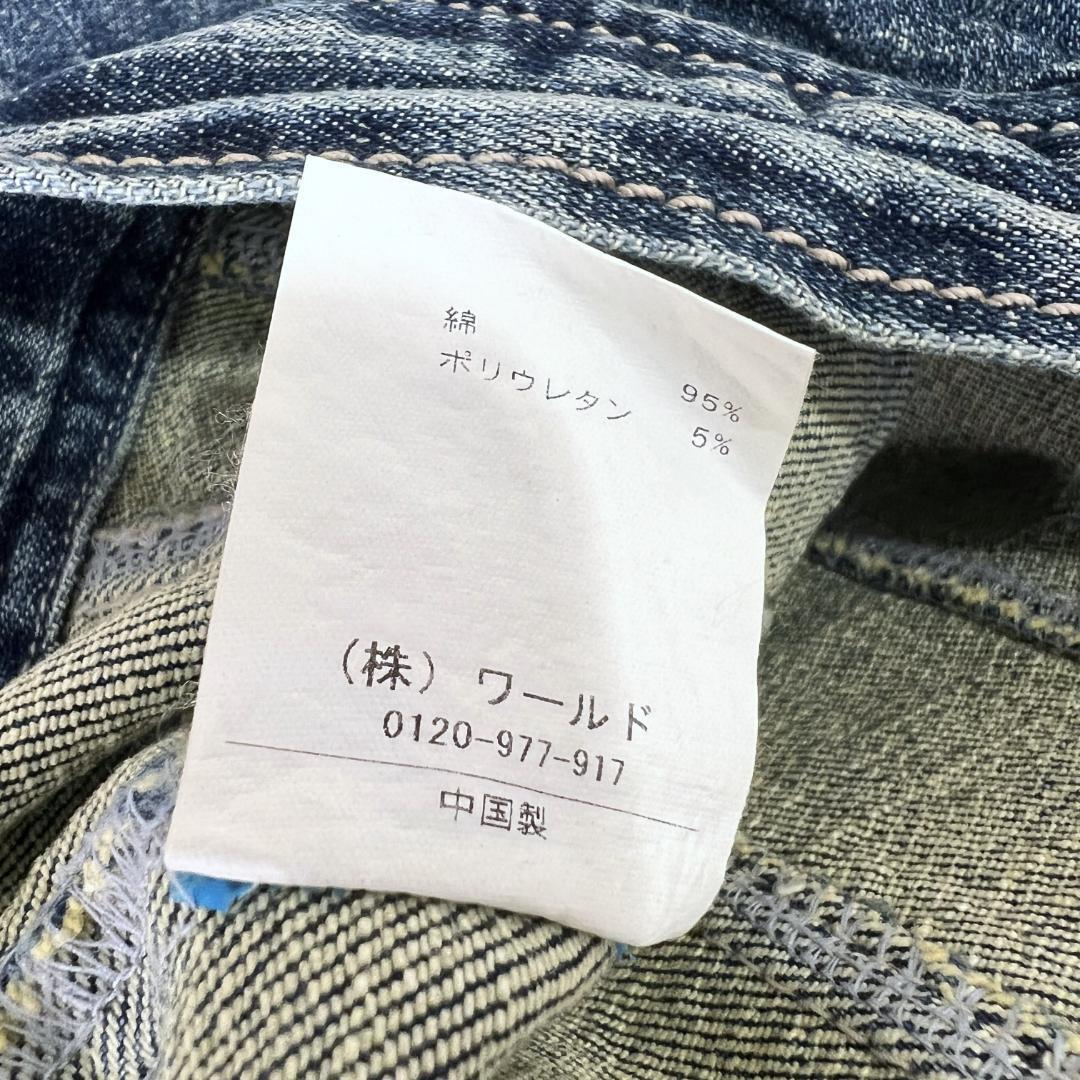 綿 95%
ポリウレタン 5%
(株) ワールド
0120-977-917
中国製